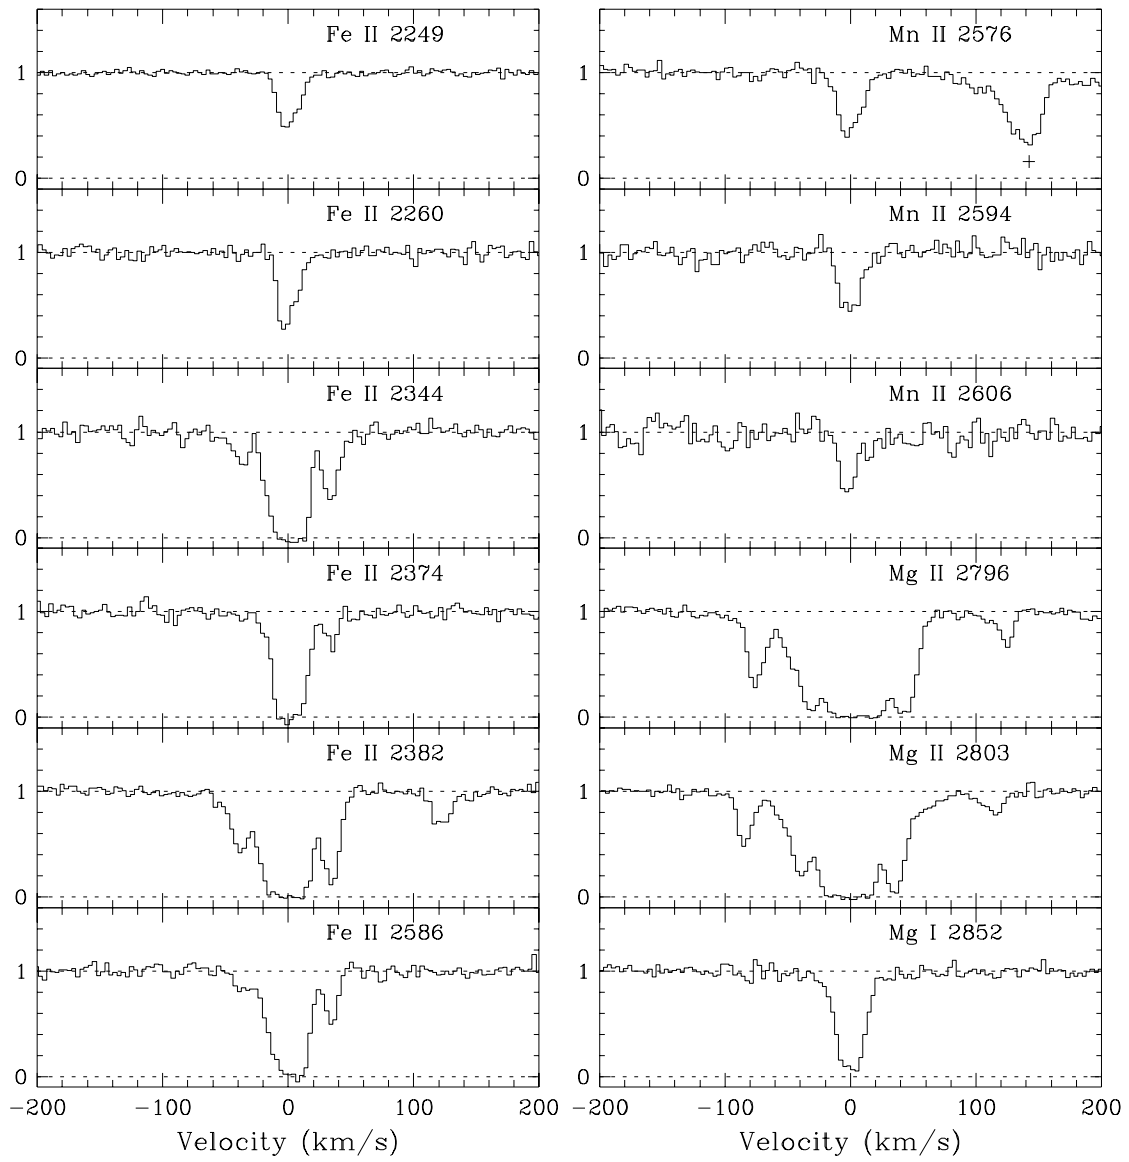 Fe II 2249
1
0
Fe II 2260
1
0
Fe II 2344
1
0
Fe II 2374
1
0
Fe II 2382
1
0
Fe II 2586
1
0
−200 −100 0 100 200
Velocity (km/s)
Mn II 2576
1
+
0
Mn II 2594
1
0
Mn II 2606
1
0
Mg II 2796
1
0
Mg II 2803
1
0
Mg I 2852
1
0
−200 −100 0 100 200
Velocity (km/s)